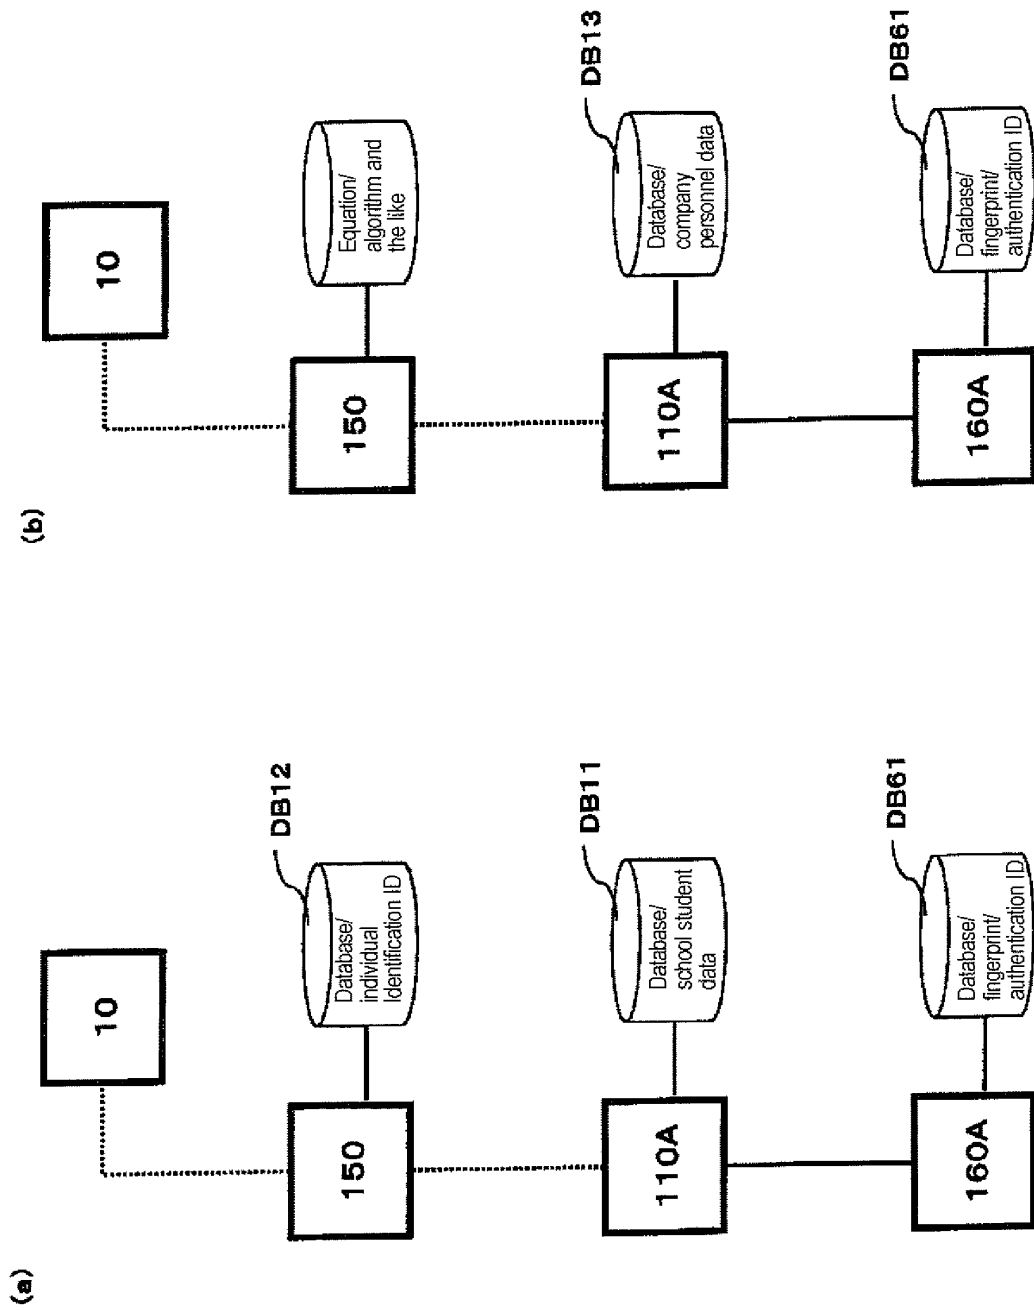 (a)
10
150
Database/
individual
Identification ID
DB12
110A
Database/
school student
data
DB11
160A
Database/
fingerprint/
authentication ID
DB61
(b)
10
150
Equation/
algorithm and
the like
110A
Database/
company
personnel data
DB13
160A
Database/
fingerprint/
authentication ID
DB61